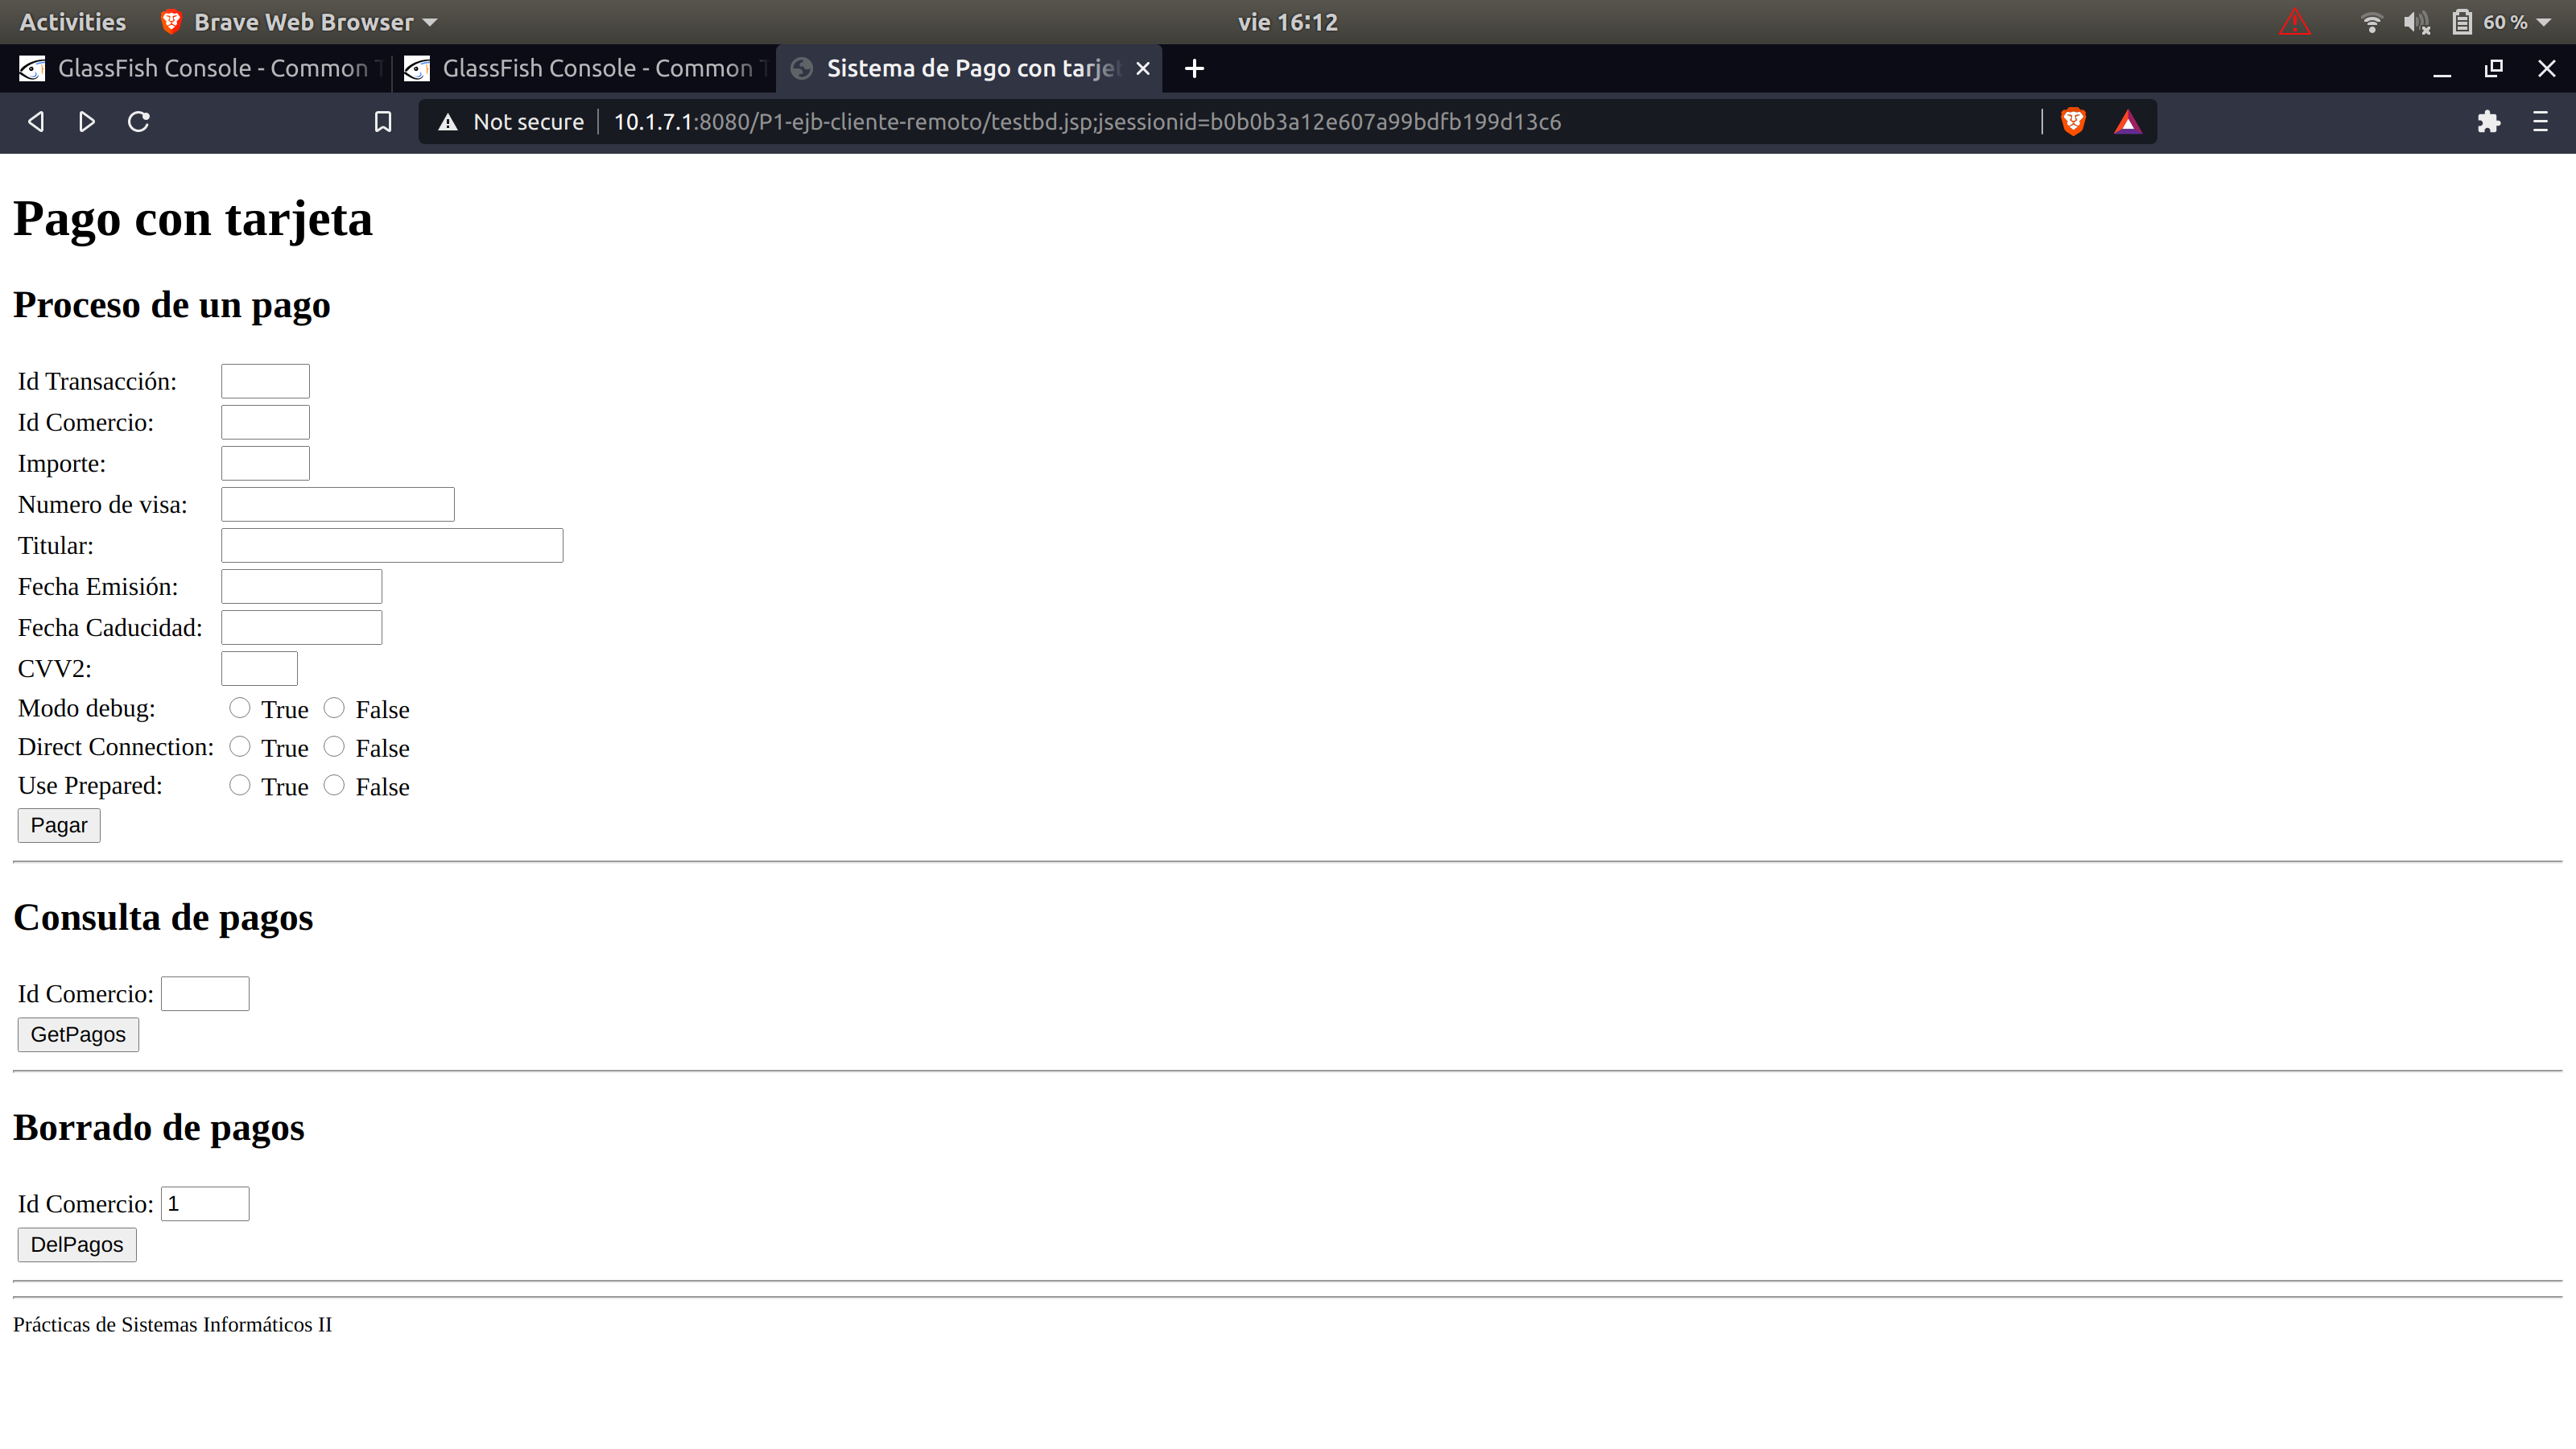 Activities Brave Web Browser vie 16:12 60 %
GlassFish Console - Common T GlassFish Console - Common T Sistema de Pago con tarjet
Not secure 10.1.7.1:8080/P1-ejb-cliente-remoto/testbd.jsp;jsessionid=b0b0b3a12e607a99bdfb199d13c6
Pago con tarjeta
Proceso de un pago
Id Transacción:
Id Comercio:
Importe:
Numero de visa:
Titular:
Fecha Emisión:
Fecha Caducidad:
CVV2:
Modo debug: True False
Direct Connection: True False
Use Prepared: True False
Pagar
Consulta de pagos
Id Comercio:
GetPagos
Borrado de pagos
Id Comercio: 1
DelPagos
Prácticas de Sistemas Informáticos II